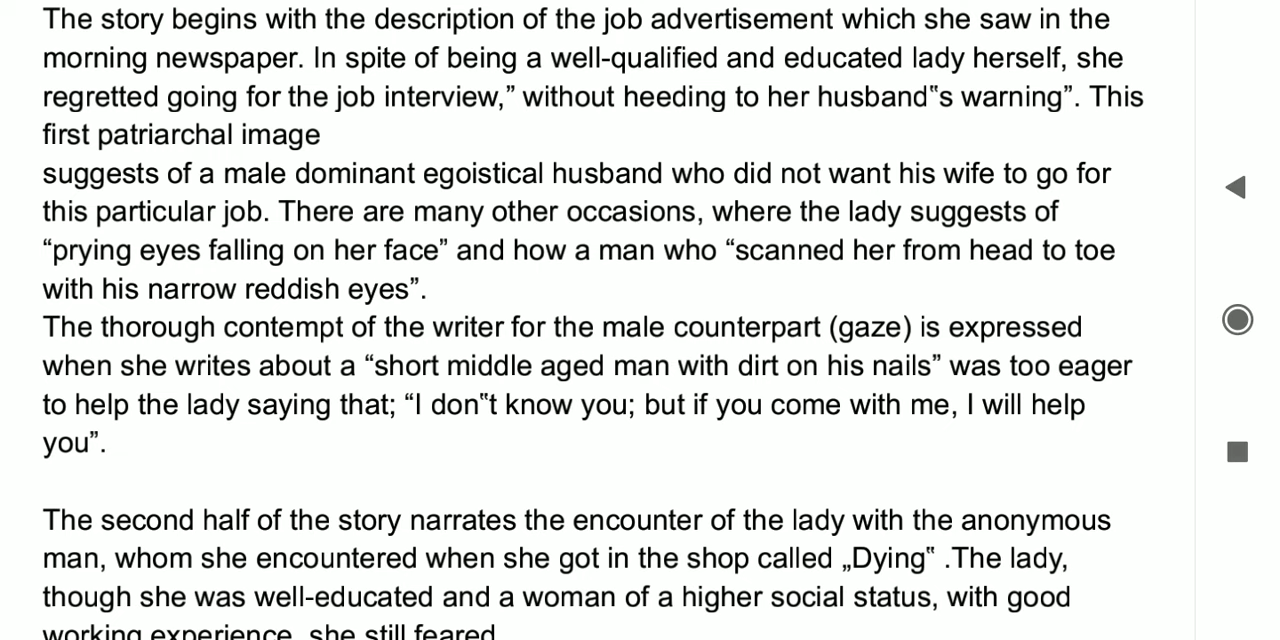 The story begins with the description of the job advertisement which she saw in the
morning newspaper. In spite of being a well-qualified and educated lady herself, she
regretted going for the job interview,” without heeding to her husband‟s warning”. This
first patriarchal image
suggests of a male dominant egoistical husband who did not want his wife to go for
this particular job. There are many other occasions, where the lady suggests of
“prying eyes falling on her face” and how a man who “scanned her from head to toe
with his narrow reddish eyes”.
The thorough contempt of the writer for the male counterpart (gaze) is expressed
when she writes about a “short middle aged man with dirt on his nails” was too eager
to help the lady saying that; “I don‟t know you; but if you come with me, I will help
you”.
The second half of the story narrates the encounter of the lady with the anonymous
man, whom she encountered when she got in the shop called „Dying‟ .The lady,
though she was well-educated and a woman of a higher social status, with good
working experience, she still feared